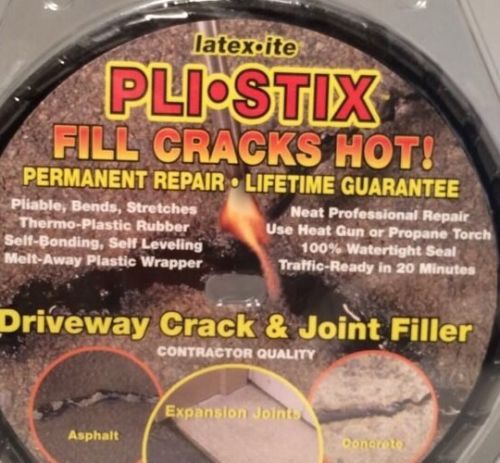 latex•ite
PLI•STIX
FILL CRACKS HOT!
PERMANENT REPAIR • LIFETIME GUARANTEE
Pliable, Bends, Stretches
Thermo-Plastic Rubber
Self-Bonding, Self Leveling
Melt-Away Plastic Wrapper
Neat Professional Repair
Use Heat Gun or Propane Torch
100% Watertight Seal
Traffic-Ready in 20 Minutes
Driveway Crack & Joint Filler
CONTRACTOR QUALITY
Asphalt
Expansion Joints
Concrete